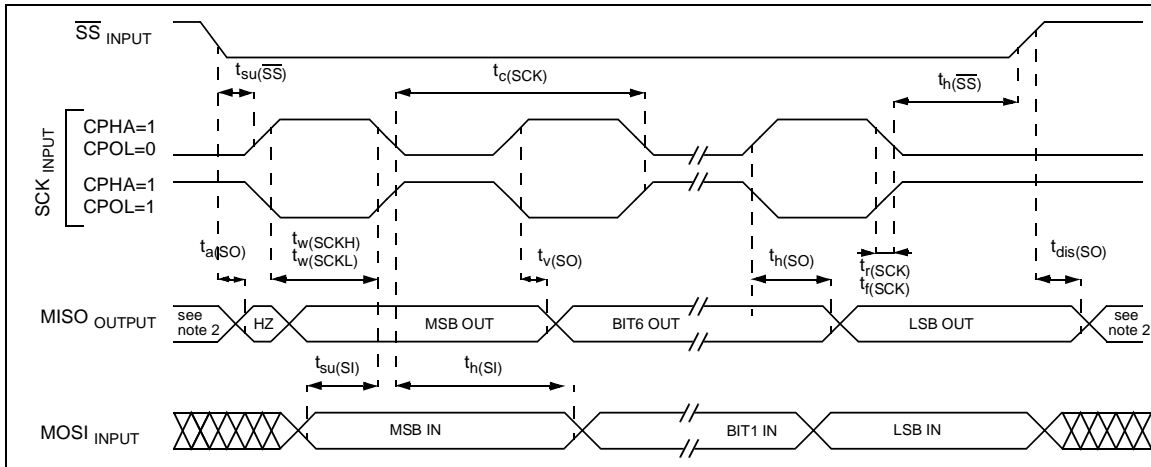 SS INPUT
tsu(SS)
tc(SCK)
th(SS)
SCK INPUT
CPHA=1
CPOL=0
CPHA=1
CPOL=1
ta(SO)
tw(SCKH)
tw(SCKL)
tv(SO)
th(SO)
tr(SCK)
tf(SCK)
tdis(SO)
MISO OUTPUT
see
note 2
HZ
MSB OUT
BIT6 OUT
LSB OUT
see
note 2
tsu(SI)
th(SI)
MOSI INPUT
MSB IN
BIT1 IN
LSB IN